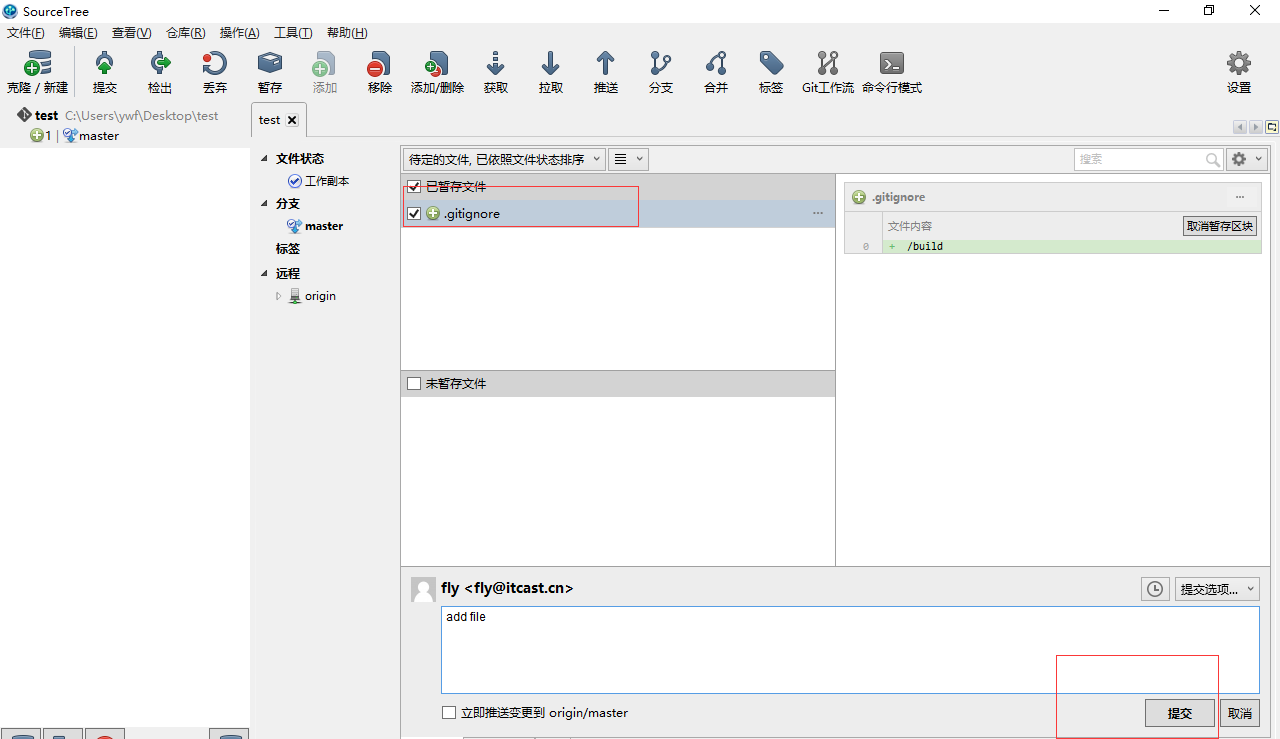 SourceTree
文件(F) 编辑(E) 查看(V) 仓库(R) 操作(A) 工具(T) 帮助(H)
克隆 / 新建 提交 检出 丢弃 暂存 添加 移除 添加/删除 获取 拉取 推送 分支 合并 标签 Git工作流 命令行模式 设置
test C:\Users\ywf\Desktop\test
1 | master
test
文件状态
工作副本
分支
master
标签
远程
origin
待定的文件, 已依照文件状态排序
搜索
已暂存文件
.gitignore ...
未暂存文件
.gitignore ...
文件内容 取消暂存区块
0 + /build
fly <fly@itcast.cn>
提交选项...
add file
立即推送变更到 origin/master
提交 取消